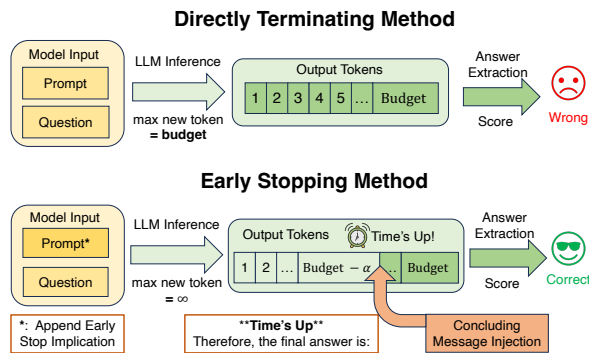 Directly Terminating Method
Model Input
Prompt
Question
LLM Inference
max new token
= budget
Output Tokens
1 2 3 4 5 ... Budget
Answer
Extraction
Score
Wrong
Early Stopping Method
Model Input
Prompt*
Question
LLM Inference
max new token
= ∞
Output Tokens Time's Up!
1 2 ... Budget − α ... Budget
Answer
Extraction
Score
Correct
*: Append Early
Stop Implication
**Time's Up**
Therefore, the final answer is:
Concluding
Message Injection